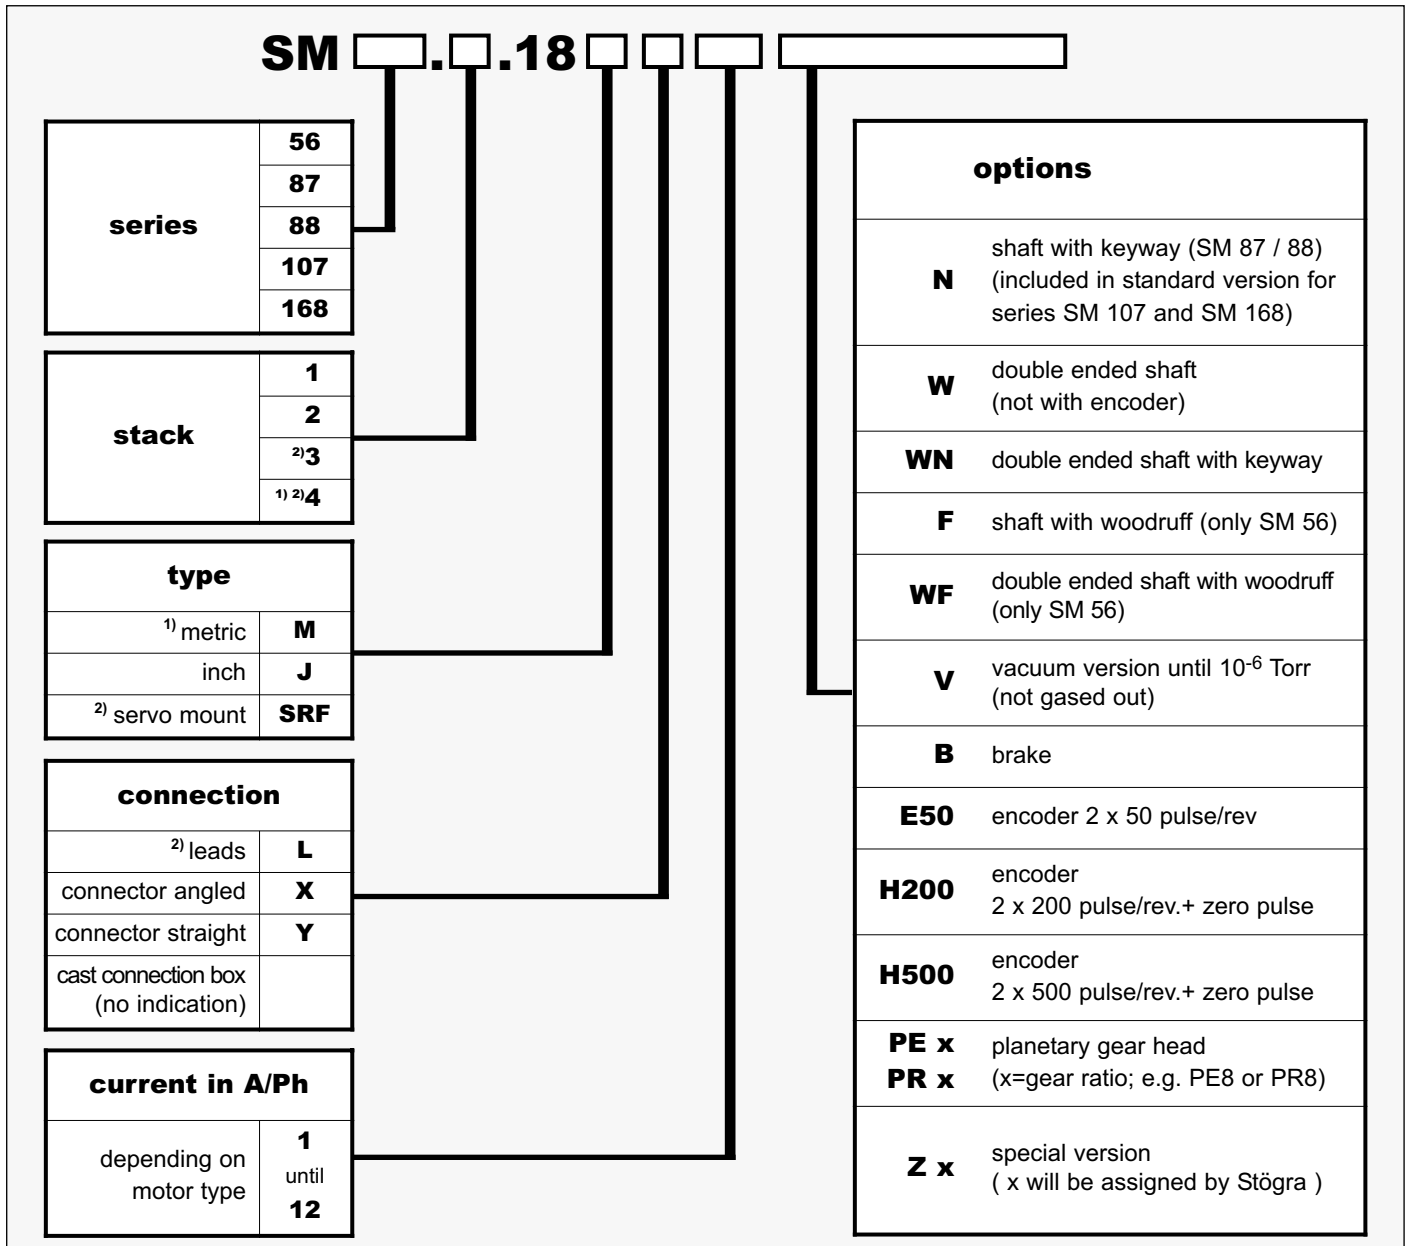 SM . .18
series
56
87
88
107
168
stack
1
2
²⁾3
¹⁾ ²⁾4
type
¹⁾ metric M
inch J
²⁾ servo mount SRF
connection
²⁾ leads L
connector angled X
connector straight Y
cast connection box
(no indication)
current in A/Ph
depending on
motor type
1
until
12
options
N
shaft with keyway (SM 87 / 88)
(included in standard version for
series SM 107 and SM 168)
W
double ended shaft
(not with encoder)
WN double ended shaft with keyway
F shaft with woodruff (only SM 56)
WF
double ended shaft with woodruff
(only SM 56)
V
vacuum version until 10⁻⁶ Torr
(not gased out)
B brake
E50 encoder 2 x 50 pulse/rev
H200
encoder
2 x 200 pulse/rev.+ zero pulse
H500
encoder
2 x 500 pulse/rev.+ zero pulse
PE x planetary gear head
PR x (x=gear ratio; e.g. PE8 or PR8)
Z x
special version
( x will be assigned by Stögra )